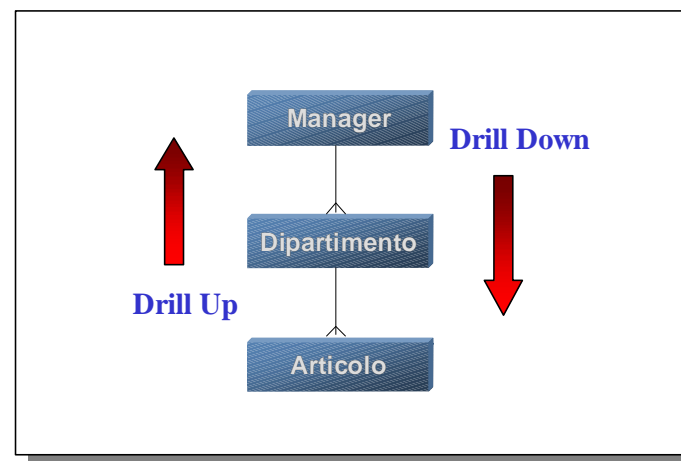 Manager
Drill Down
Dipartimento
Drill Up
Articolo